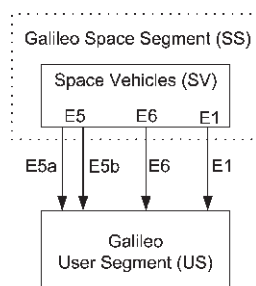 Galileo Space Segment (SS)
Space Vehicles (SV)
E5 E6 E1
E5a E5b E6 E1
Galileo
User Segment (US)